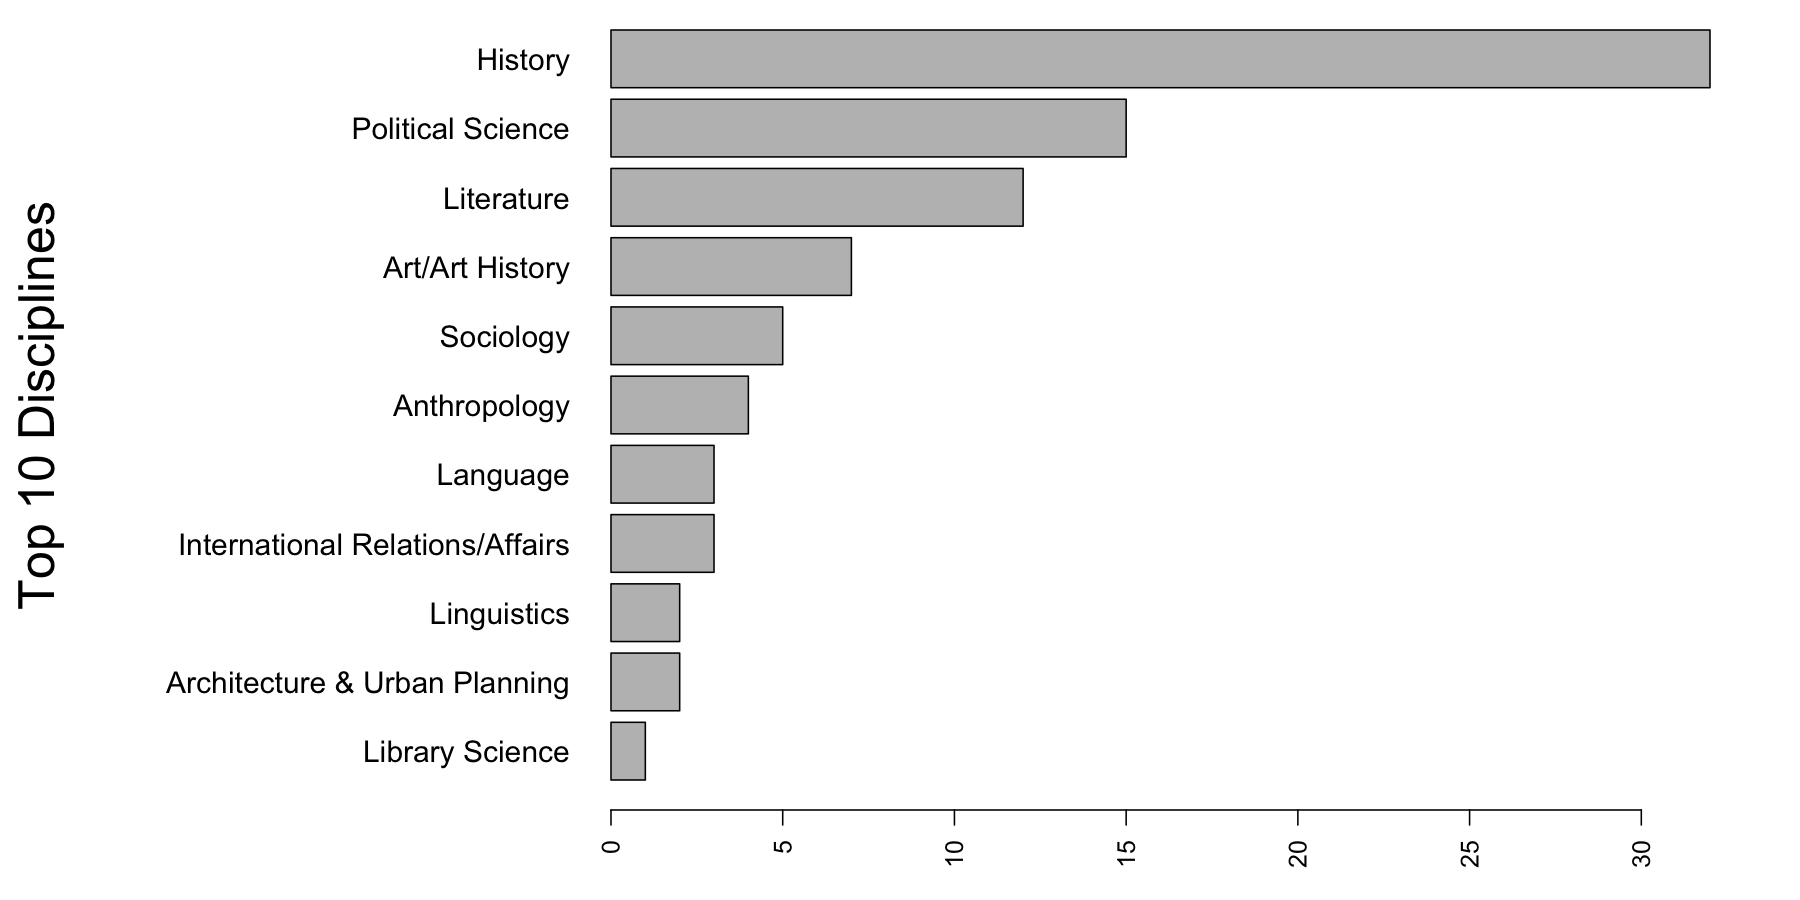 Top 10 Disciplines
History
Political Science
Literature
Art/Art History
Sociology
Anthropology
Language
International Relations/Affairs
Linguistics
Architecture & Urban Planning
Library Science
0 5 10 15 20 25 30